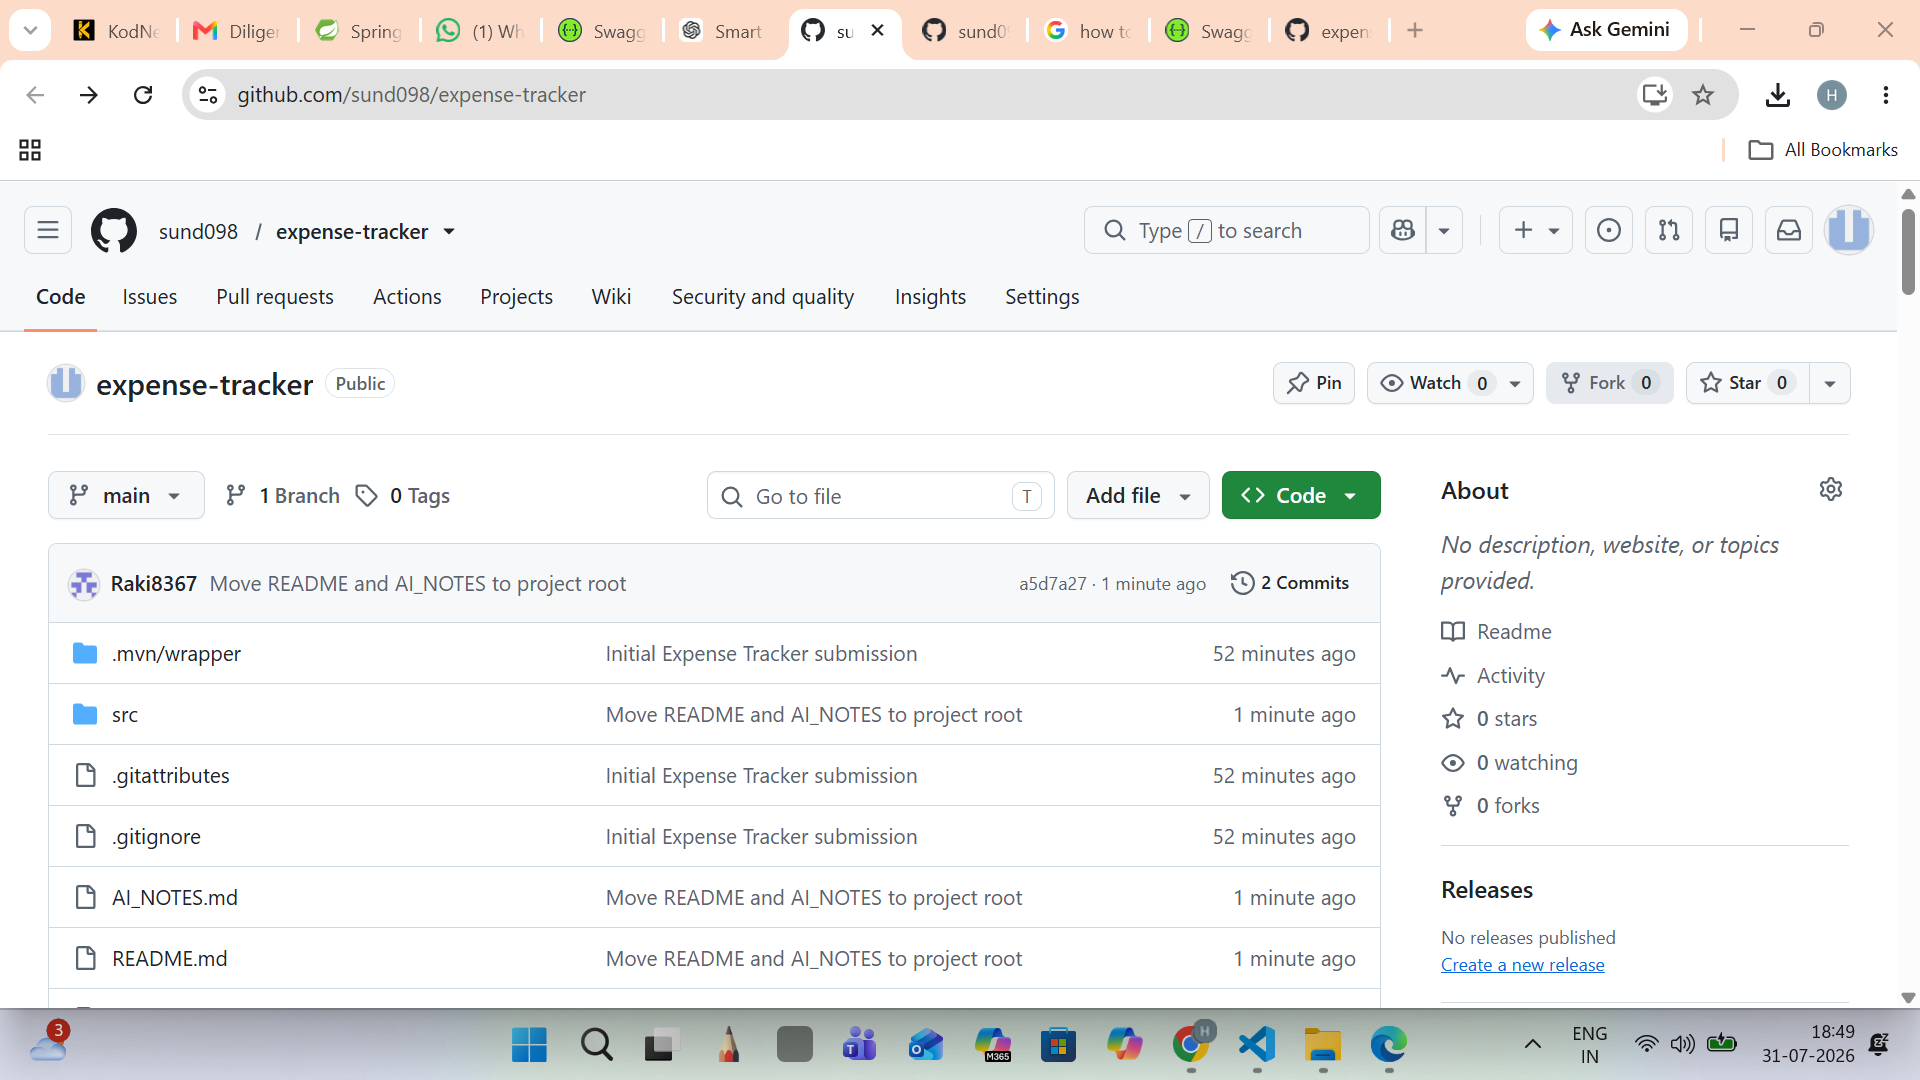 KodNe
Diliger
Spring
(1) Wh
Swagg
Smart
su
sund09
how to
Swagg
expen
Ask Gemini
github.com/sund098/expense-tracker
H
All Bookmarks
sund098 / expense-tracker
Type / to search
Code Issues Pull requests Actions Projects Wiki Security and quality Insights Settings
expense-tracker Public
Pin Watch 0 Fork 0 Star 0
main 1 Branch 0 Tags Go to file T Add file Code
Raki8367 Move README and AI_NOTES to project root a5d7a27 · 1 minute ago 2 Commits
.mvn/wrapper Initial Expense Tracker submission 52 minutes ago
src Move README and AI_NOTES to project root 1 minute ago
.gitattributes Initial Expense Tracker submission 52 minutes ago
.gitignore Initial Expense Tracker submission 52 minutes ago
AI_NOTES.md Move README and AI_NOTES to project root 1 minute ago
README.md Move README and AI_NOTES to project root 1 minute ago
About
No description, website, or topics
provided.
Readme
Activity
0 stars
0 watching
0 forks
Releases
No releases published
Create a new release
3
M365
H
ENG
IN
18:49
31-07-2026